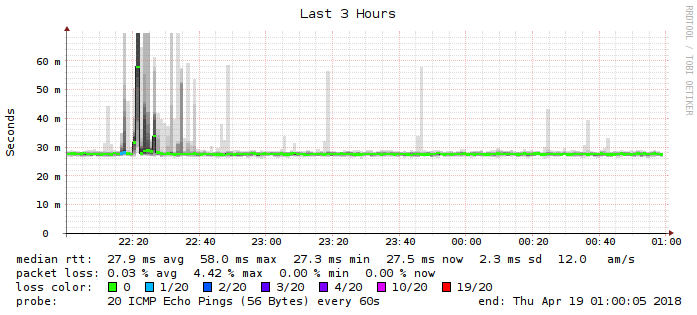 Last 3 Hours
RRDTOOL / TOBI OETIKER
Seconds
60 m
50 m
40 m
30 m
20 m
10 m
0
22:20 22:40 23:00 23:20 23:40 00:00 00:20 00:40 01:00
median rtt: 27.9 ms avg 58.0 ms max 27.3 ms min 27.5 ms now 2.3 ms sd 12.0 am/s
packet loss: 0.03 % avg 4.42 % max 0.00 % min 0.00 % now
loss color: 0 1/20 2/20 3/20 4/20 10/20 19/20
probe: 20 ICMP Echo Pings (56 Bytes) every 60s end: Thu Apr 19 01:00:05 2018